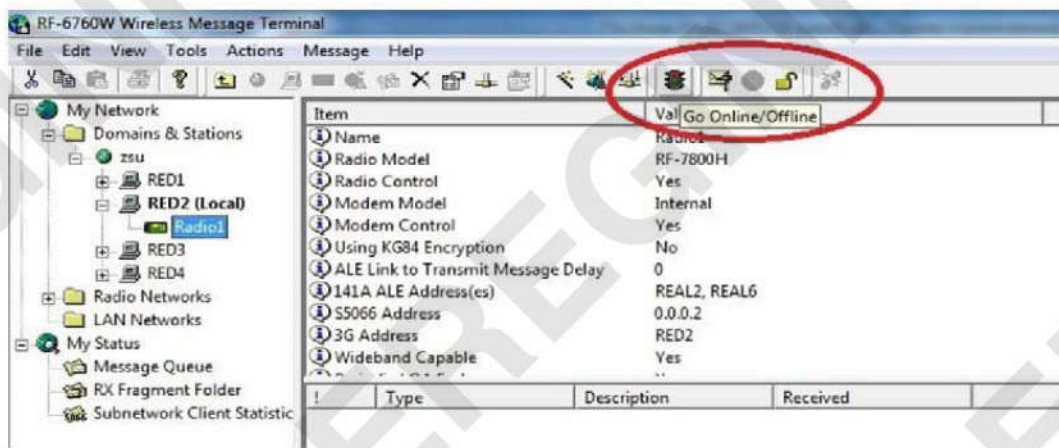 RF-6760W Wireless Message Terminal
File Edit View Tools Actions Message Help
My Network
Domains & Stations
zsu
RED1
RED2 (Local)
Radio1
RED3
RED4
Radio Networks
LAN Networks
My Status
Message Queue
RX Fragment Folder
Subnetwork Client Statistic
Item Val Go Online/Offline
Name Radio1
Radio Model RF-7800H
Radio Control Yes
Modem Model Internal
Modem Control Yes
Using KG84 Encryption No
ALE Link to Transmit Message Delay 0
141A ALE Address(es) REAL2, REAL6
S5066 Address 0.0.0.2
3G Address RED2
Wideband Capable Yes
! Type Description Received